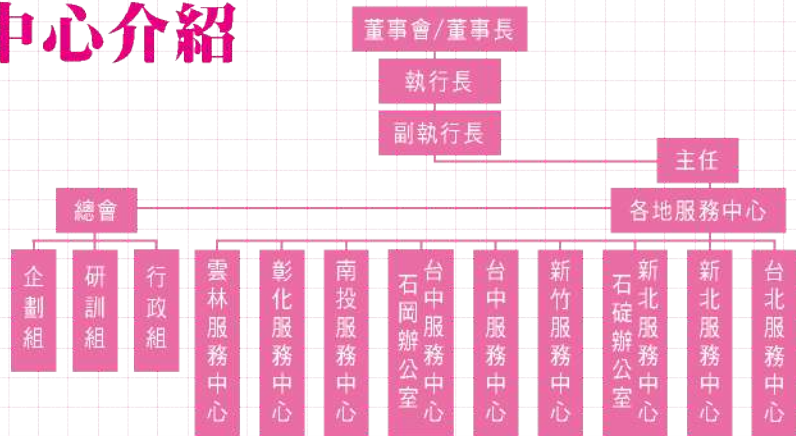 中心介紹
董事會/董事長
執行長
副執行長
主任
總會
各地服務中心
企劃組
研訓組
行政組
雲林服務中心
彰化服務中心
南投服務中心
台中服務中心
石岡辦公室
台中服務中心
新竹服務中心
新北服務中心
石碇辦公室
新北服務中心
台北服務中心